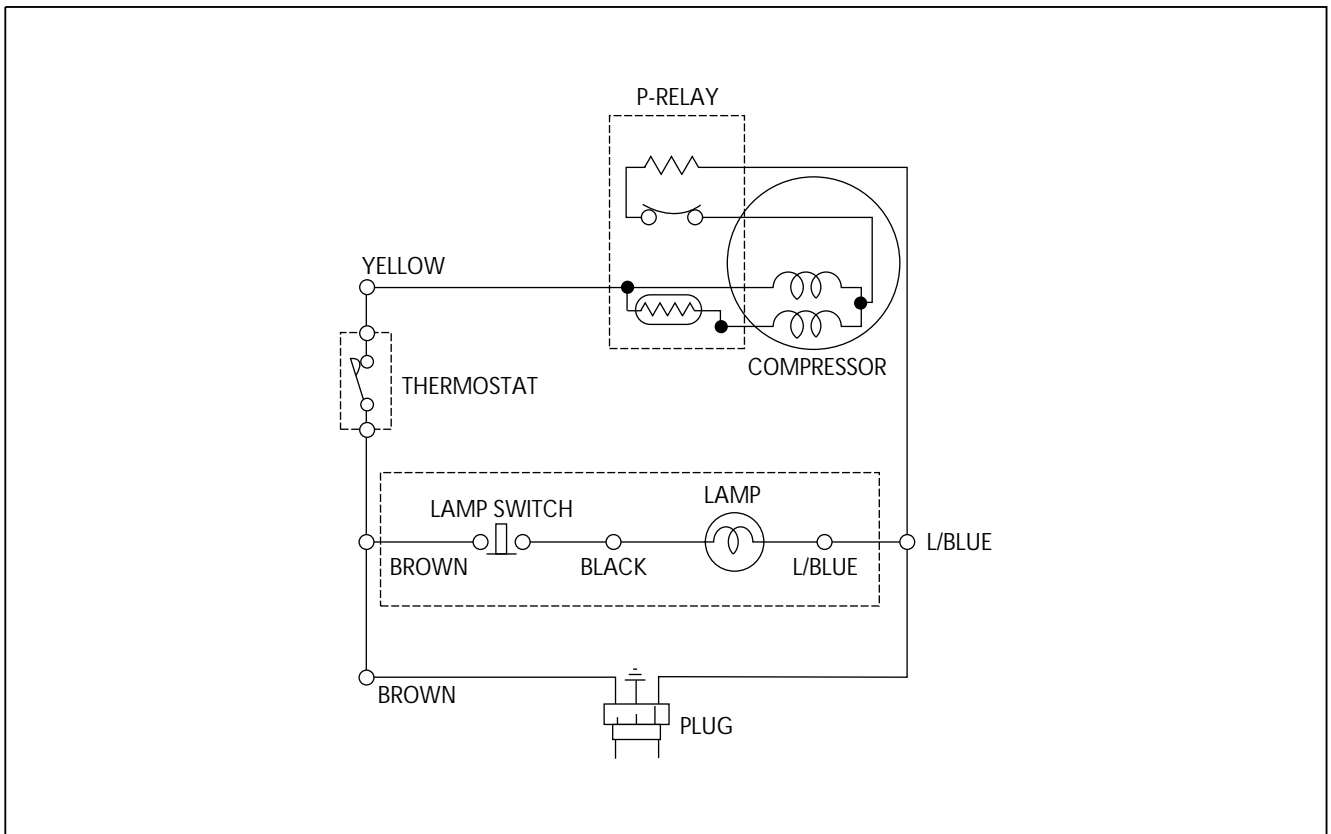 P-RELAY
YELLOW
COMPRESSOR
THERMOSTAT
LAMP
LAMP SWITCH
L/BLUE
BROWN
BLACK
L/BLUE
BROWN
PLUG